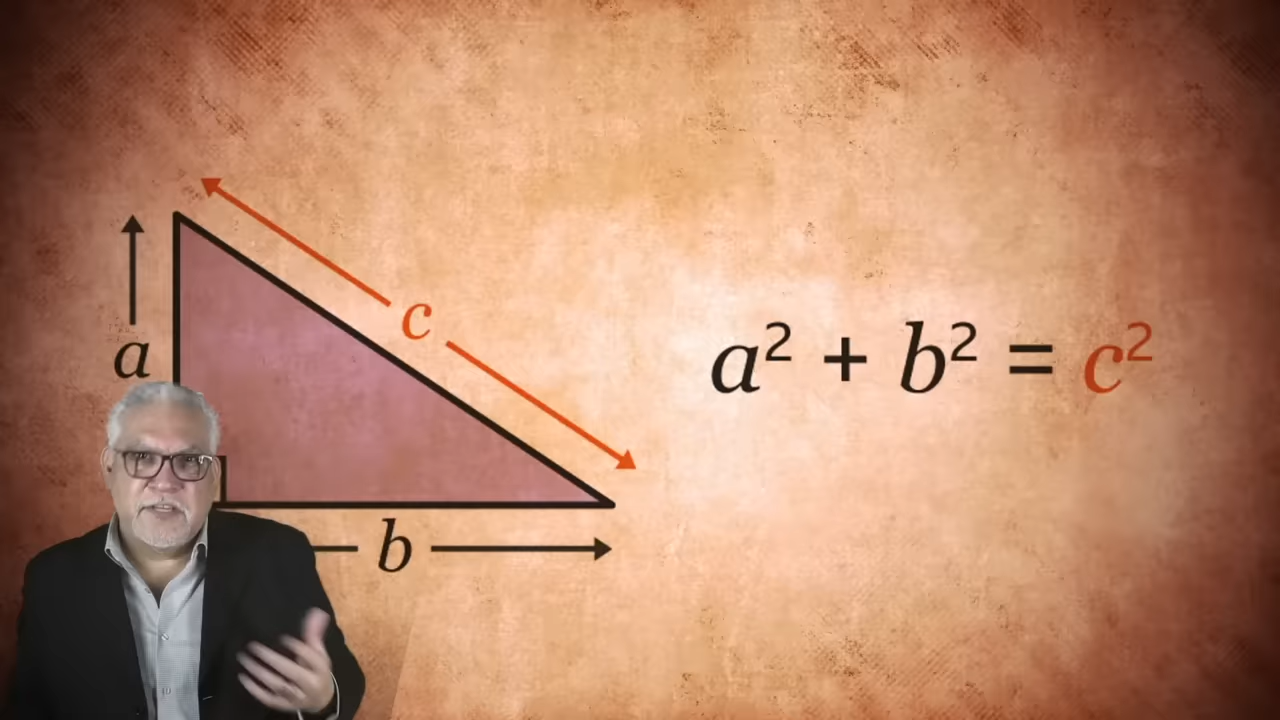 c
a
a² + b² = c²
b